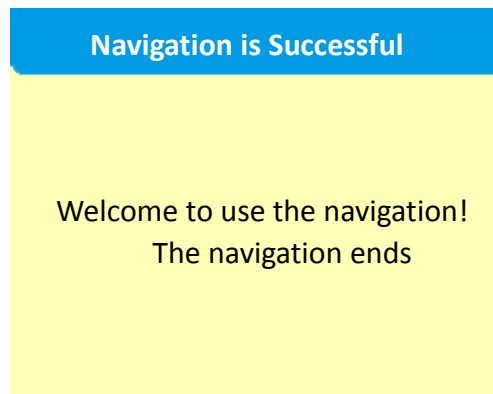 Navigation is Successful
Welcome to use the navigation!
The navigation ends